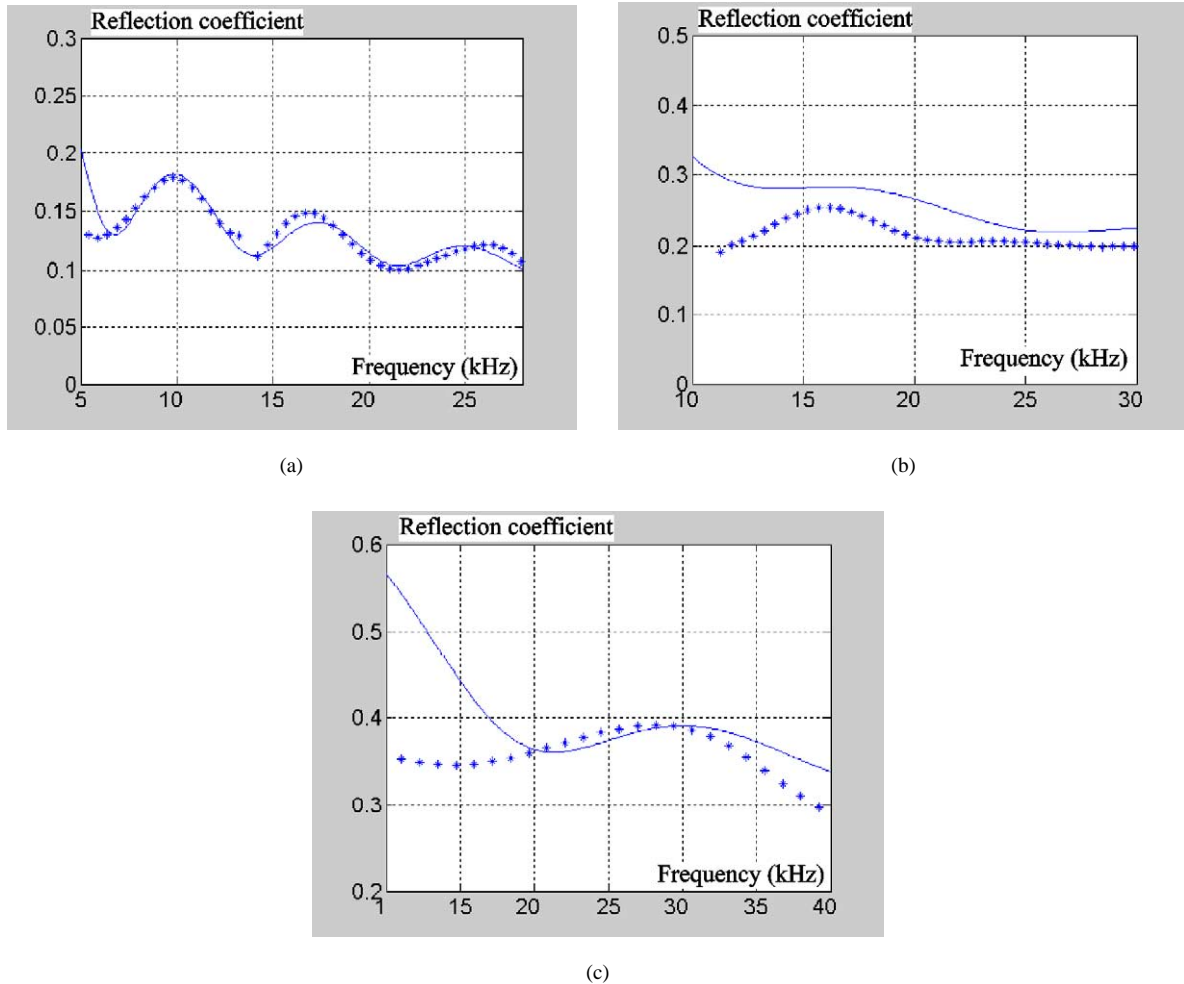 Reflection coefficient
0.3
0.25
0.2
0.15
0.1
0.05
0
5 10 15 20 25
Frequency (kHz)
(a)
Reflection coefficient
0.5
0.4
0.3
0.2
0.1
0
10 15 20 25 30
Frequency (kHz)
(b)
Reflection coefficient
0.6
0.5
0.4
0.3
0.2
1 15 20 25 30 35 40
Frequency (kHz)
(c)